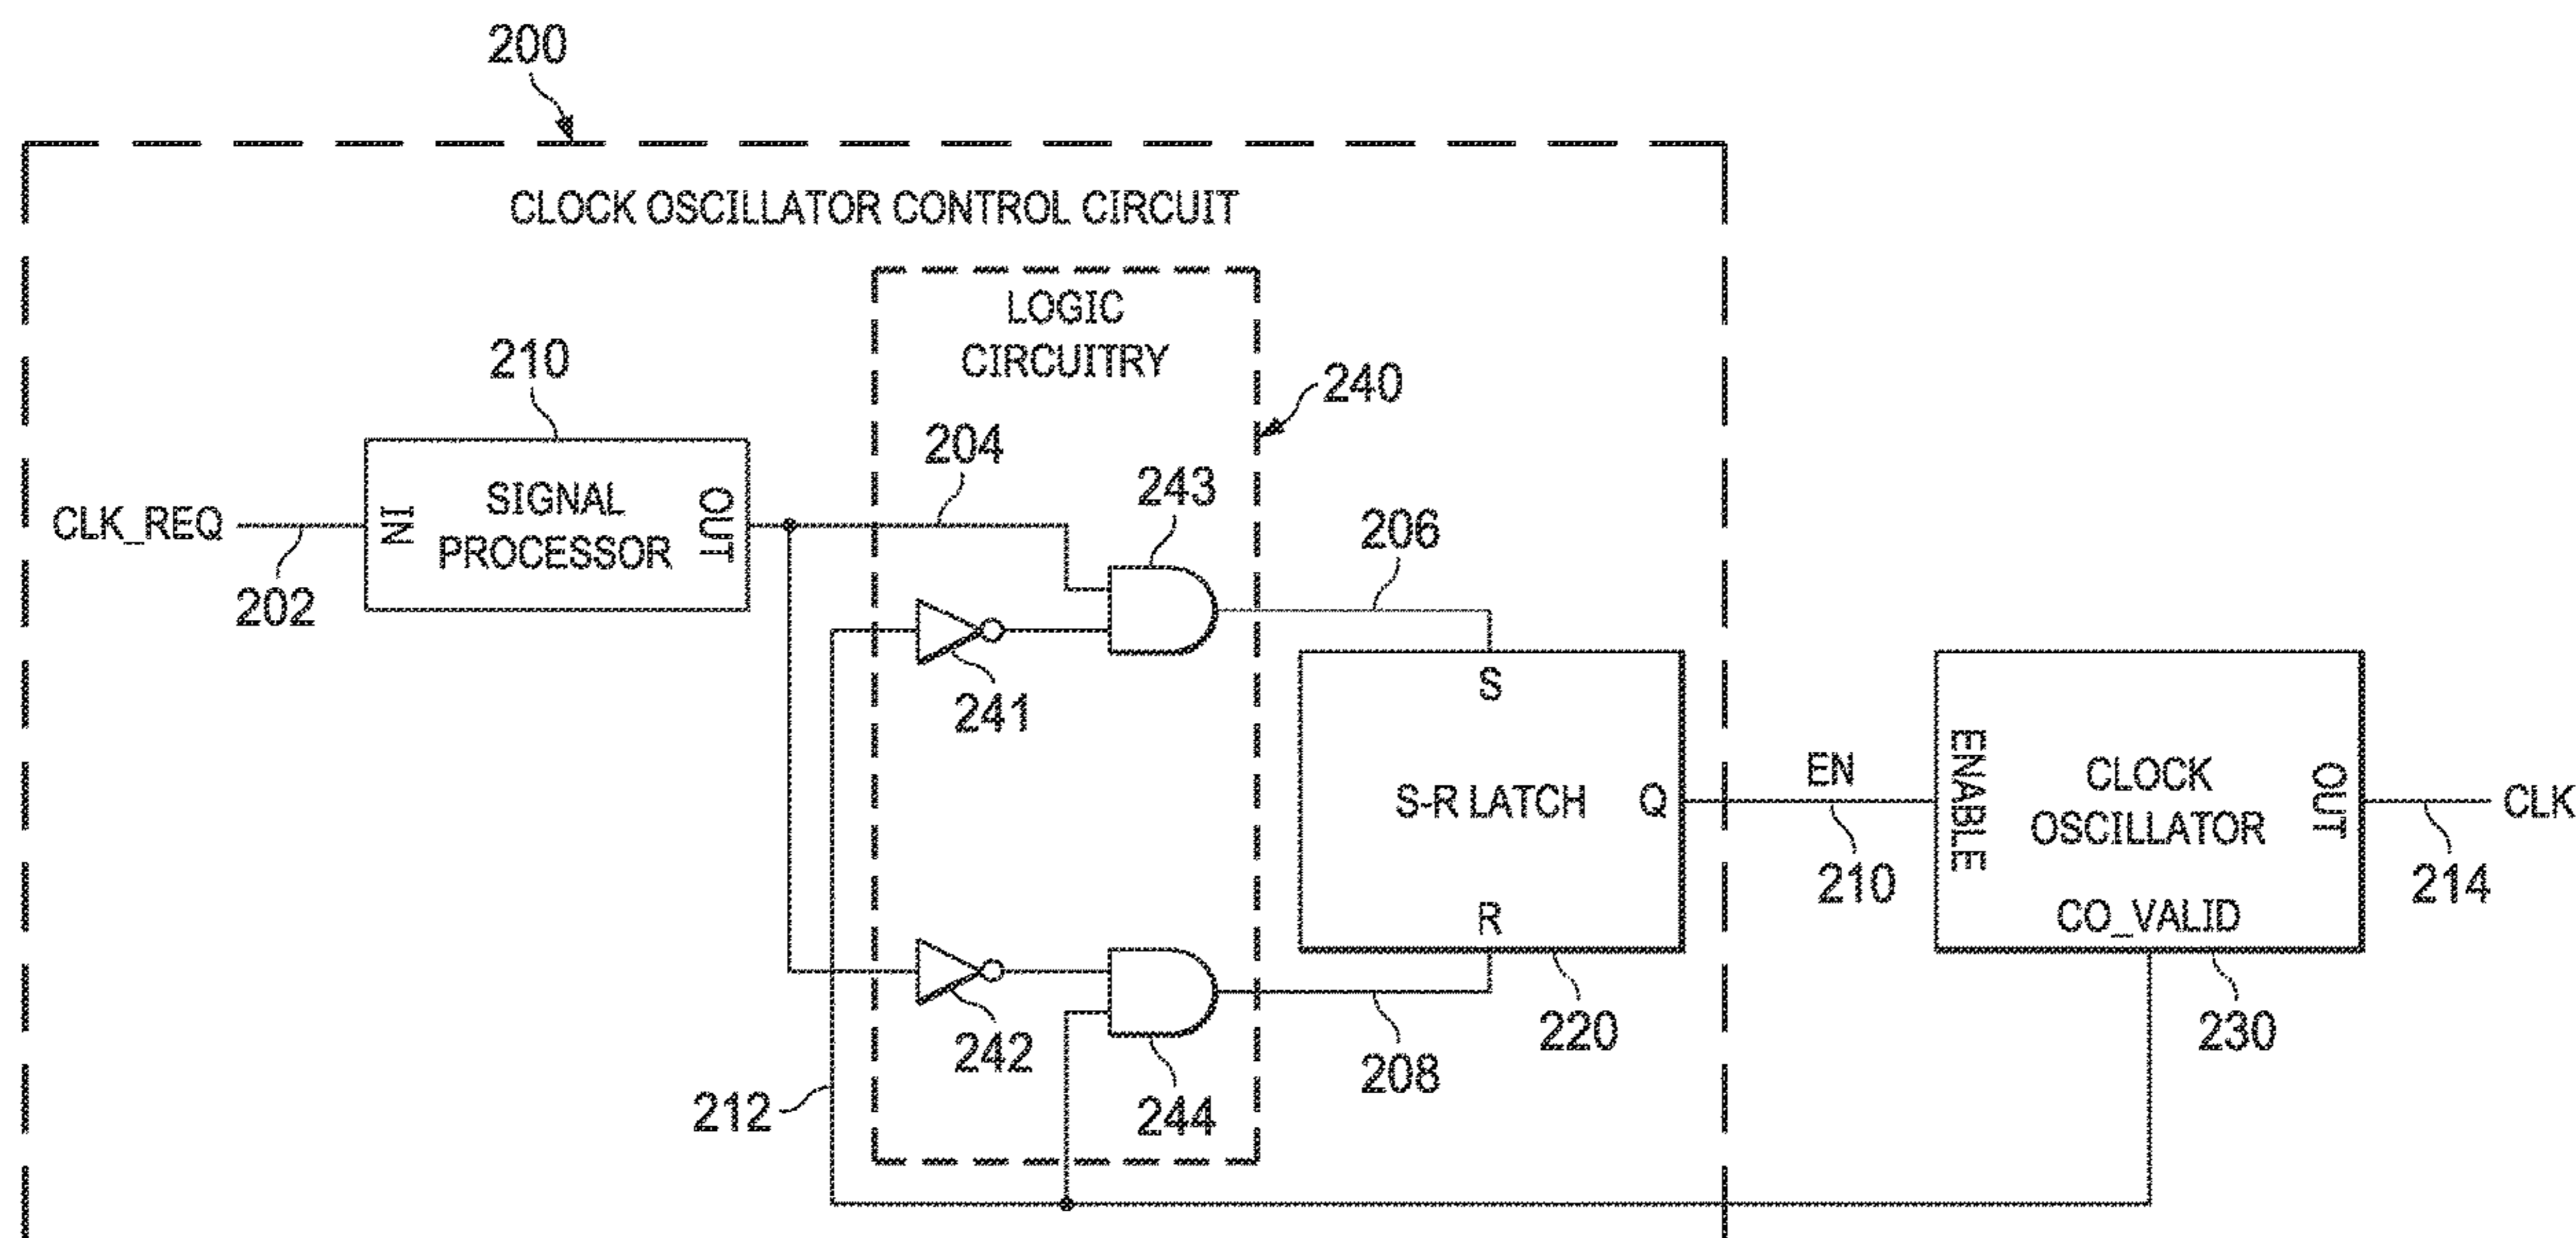 200
CLOCK OSCILLATOR CONTROL CIRCUIT
LOGIC
CIRCUITRY
210
240
204
243
CLK_REQ
IN
SIGNAL
PROCESSOR
OUT
206
202
241
S
S-R LATCH
Q
R
EN
210
ENABLE
CLOCK
OSCILLATOR
OUT
CO_VALID
CLK
214
242
244
212
208
220
230